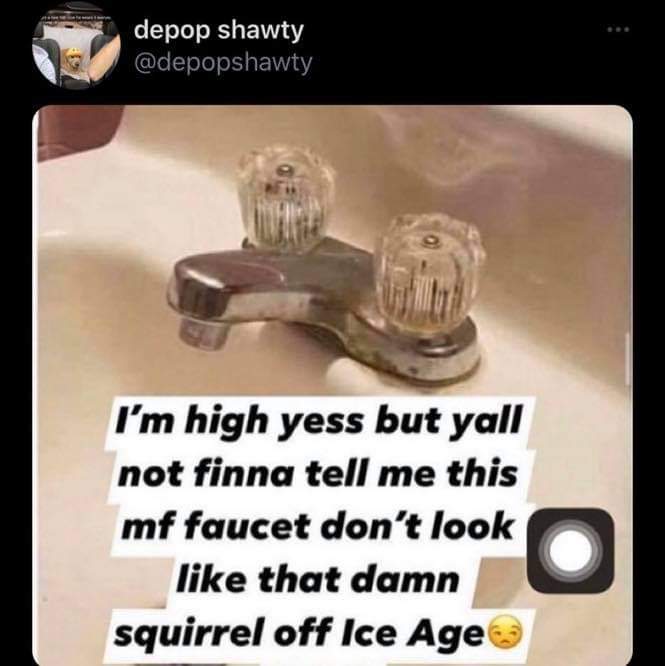 depop shawty
@depopshawty
I'm high yess but yall
not finna tell me this
mf faucet don't look
like that damn
squirrel off Ice Age😒